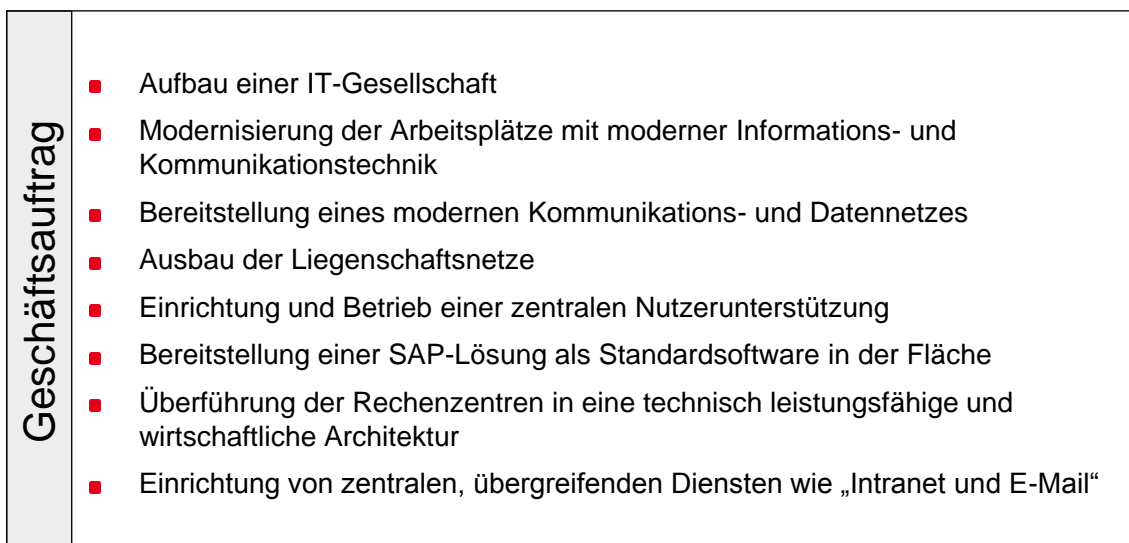 Geschäftsauftrag
Aufbau einer IT-Gesellschaft
Modernisierung der Arbeitsplätze mit moderner Informations- und
Kommunikationstechnik
Bereitstellung eines modernen Kommunikations- und Datennetzes
Ausbau der Liegenschaftsnetze
Einrichtung und Betrieb einer zentralen Nutzerunterstützung
Bereitstellung einer SAP-Lösung als Standardsoftware in der Fläche
Überführung der Rechenzentren in eine technisch leistungsfähige und
wirtschaftliche Architektur
Einrichtung von zentralen, übergreifenden Diensten wie „Intranet und E-Mail“